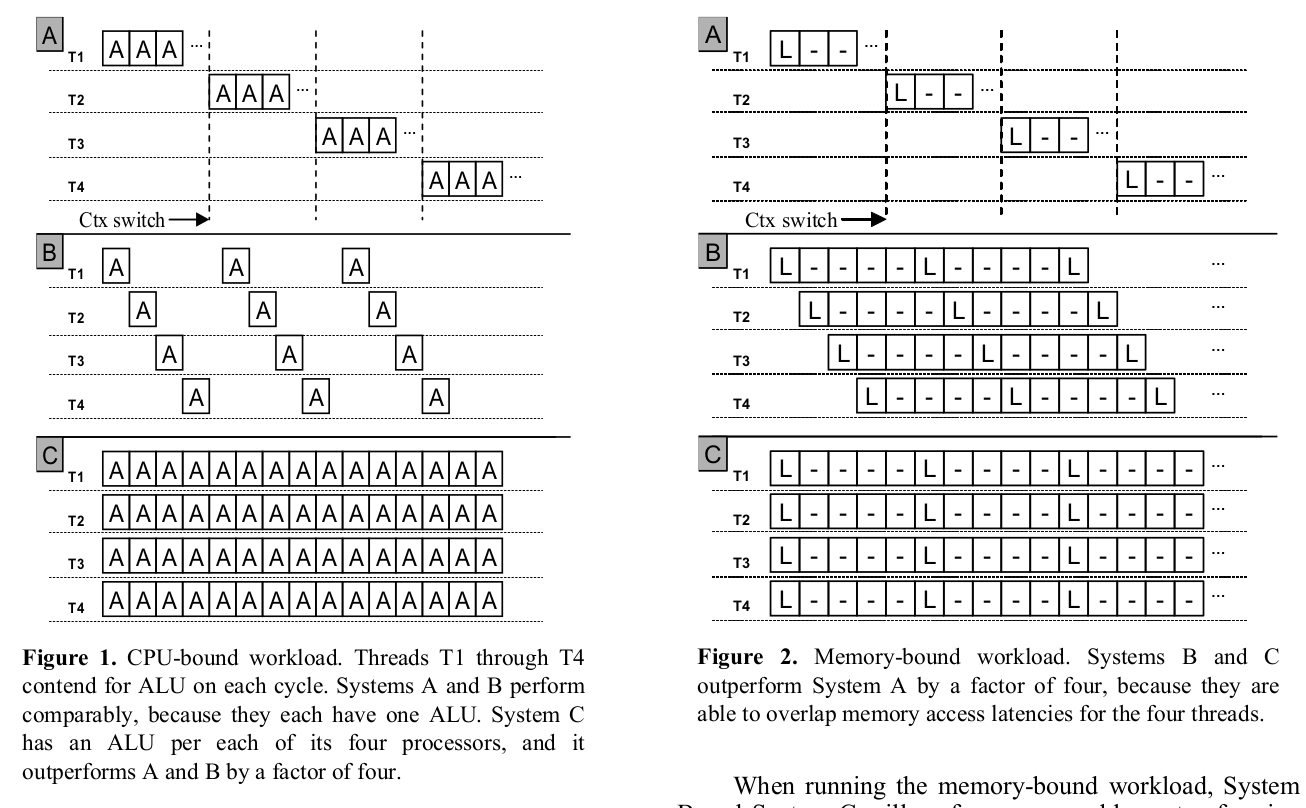 A
T1 A A A ...
T2 A A A ...
T3 A A A ...
T4 A A A ...
Ctx switch
B
T1 A A A
T2 A A A
T3 A A A
T4 A A A
C
T1 A A A A A A A A A A A A A A A
T2 A A A A A A A A A A A A A A A
T3 A A A A A A A A A A A A A A A
T4 A A A A A A A A A A A A A A A
Figure 1. CPU-bound workload. Threads T1 through T4
contend for ALU on each cycle. Systems A and B perform
comparably, because they each have one ALU. System C
has an ALU per each of its four processors, and it
outperforms A and B by a factor of four.
A
T1 L - - ...
T2 L - - ...
T3 L - - ...
T4 L - - ...
Ctx switch
B
T1 L - - - - L - - - - L ...
T2 L - - - - L - - - - L ...
T3 L - - - - L - - - - L ...
T4 L - - - - L - - - - L ...
C
T1 L - - - - L - - - - L - - - - ...
T2 L - - - - L - - - - L - - - - ...
T3 L - - - - L - - - - L - - - - ...
T4 L - - - - L - - - - L - - - - ...
Figure 2. Memory-bound workload. Systems B and C
outperform System A by a factor of four, because they are
able to overlap memory access latencies for the four threads.
When running the memory-bound workload, System